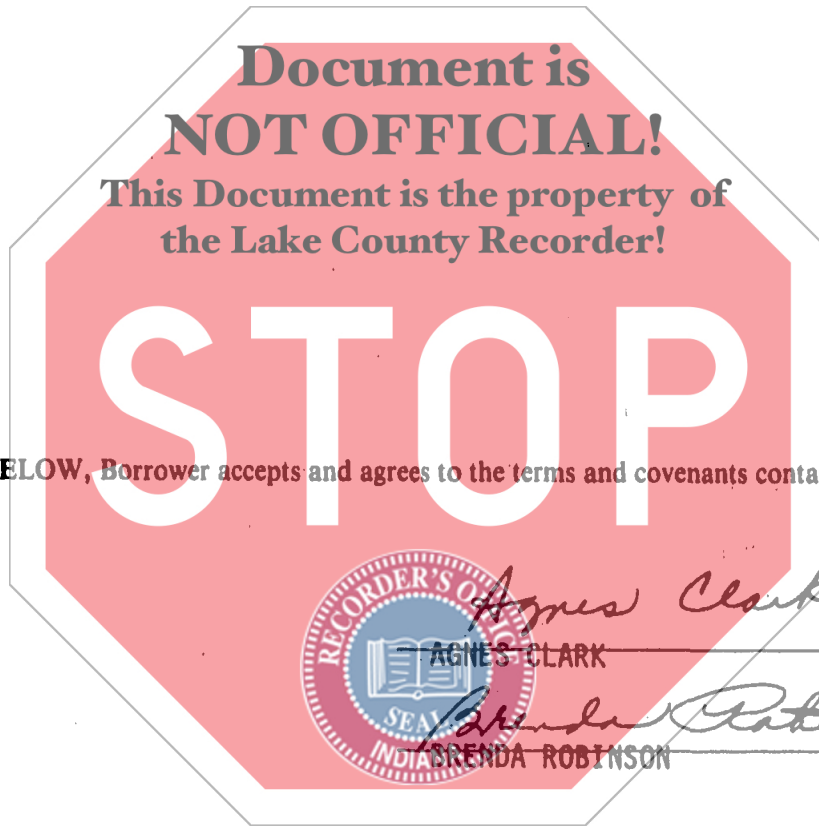 Document is
NOT OFFICIAL!
This Document is the property of
the Lake County Recorder!
STOP
ELOW, Borrower accepts and agrees to the terms and covenants conta
RECORDER'S OFFICE
Agnes Clark
AGNES CLARK
SEAL
Brenda
BRENDA ROBINSON
INDIANA